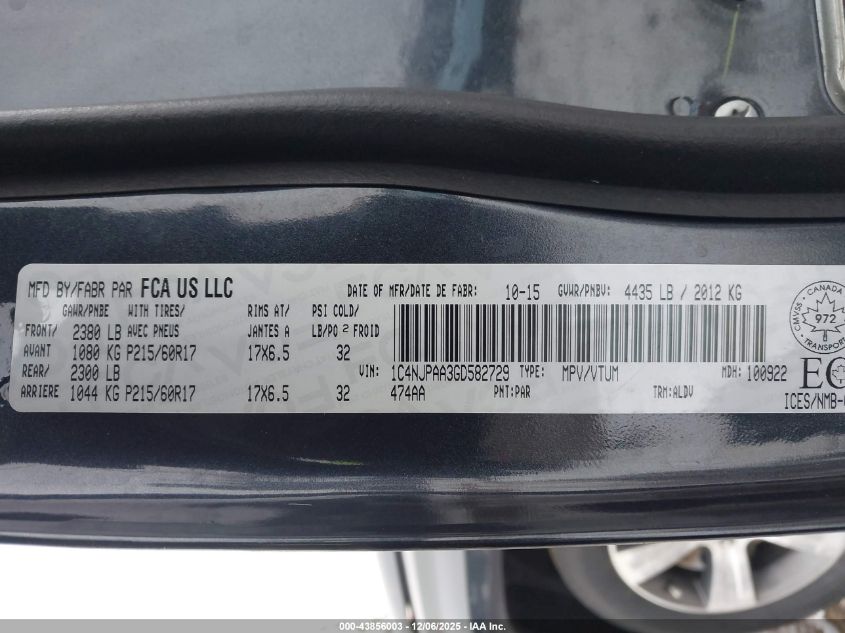 MFD BY/FABR PAR FCA US LLC DATE OF MFR/DATE DE FABR: 10-15 GVWR/PNBV: 4435 LB / 2012 KG
GAWR/PNBE WITH TIRES/ RIMS AT/ PSI COLD/
FRONT/ 2380 LB AVEC PNEUS JANTES A LB/PO 2 FROID
AVANT 1080 KG P215/60R17 17X6.5 32
REAR/ 2300 LB VIN: 1C4NJPAA3GD582729 TYPE: MPV/VTUM MDH: 100922
ARRIERE 1044 KG P215/60R17 17X6.5 32 474AA PNT:PAR TRM:ALDV
CANADA
CMVSS
972
TRANSPORT
EC
ICES/NMB-
000-43856003 - 12/06/2025 - IAA Inc.